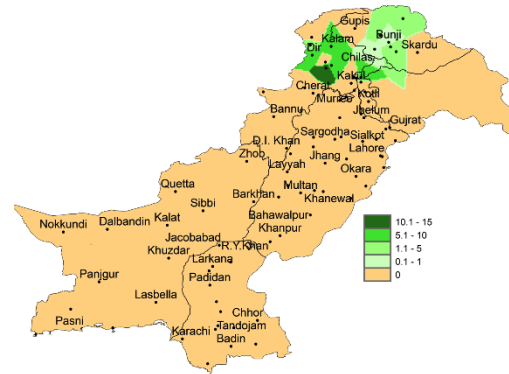 Gupis
Kalam
Bunji
Dir
Skardu
Chilas
Kakul
Cherat
Kotli
Murree
Bannu
Jhelum
Gujrat
Sargodha
Sialkot
D.I. Khan
Zhob
Lahore
Jhang
Layyah
Okara
Quetta
Multan
Barkhan
Khanewal
Sibbi
Bahawalpur
Kalat
Dalbandin
Nokkundi
Khanpur
Jacobabad
R.Y.Khan
Khuzdar
Larkana
Panjgur
Padidan
Lasbella
Pasni
Chhor
Karachi
Tandojam
Badin
10.1 - 15
5.1 - 10
1.1 - 5
0.1 - 1
0